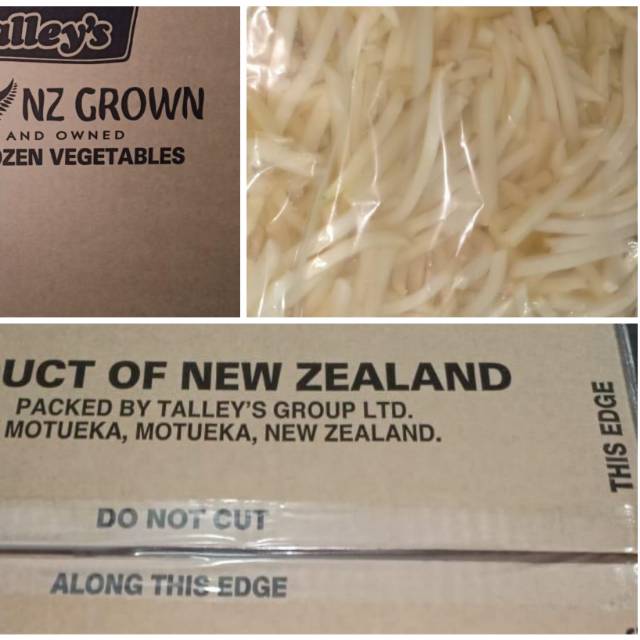 alley's
NZ GROWN
AND OWNED
OZEN VEGETABLES
UCT OF NEW ZEALAND
PACKED BY TALLEY'S GROUP LTD.
MOTUEKA, MOTUEKA, NEW ZEALAND.
THIS EDGE
DO NOT CUT
ALONG THIS EDGE